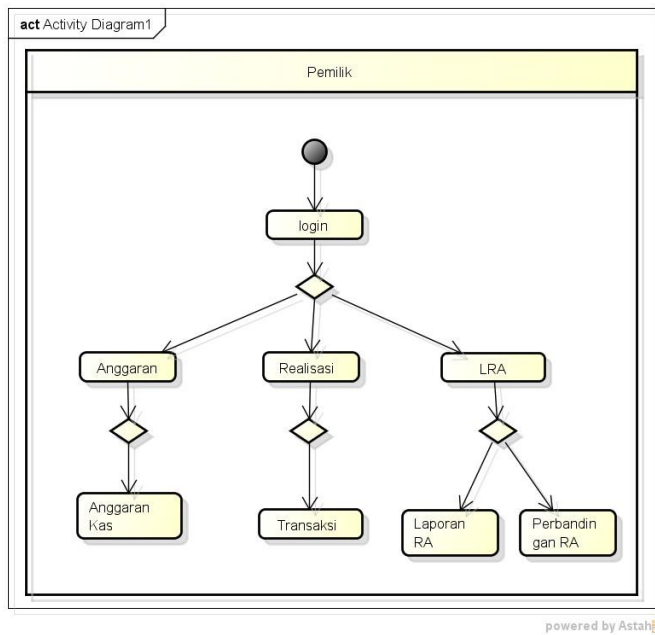 act Activity Diagram1
Pemilik
login
Anggaran
Realisasi
LRA
Anggaran
Kas
Transaksi
Laporan
RA
Perbandin
gan RA
powered by Astah